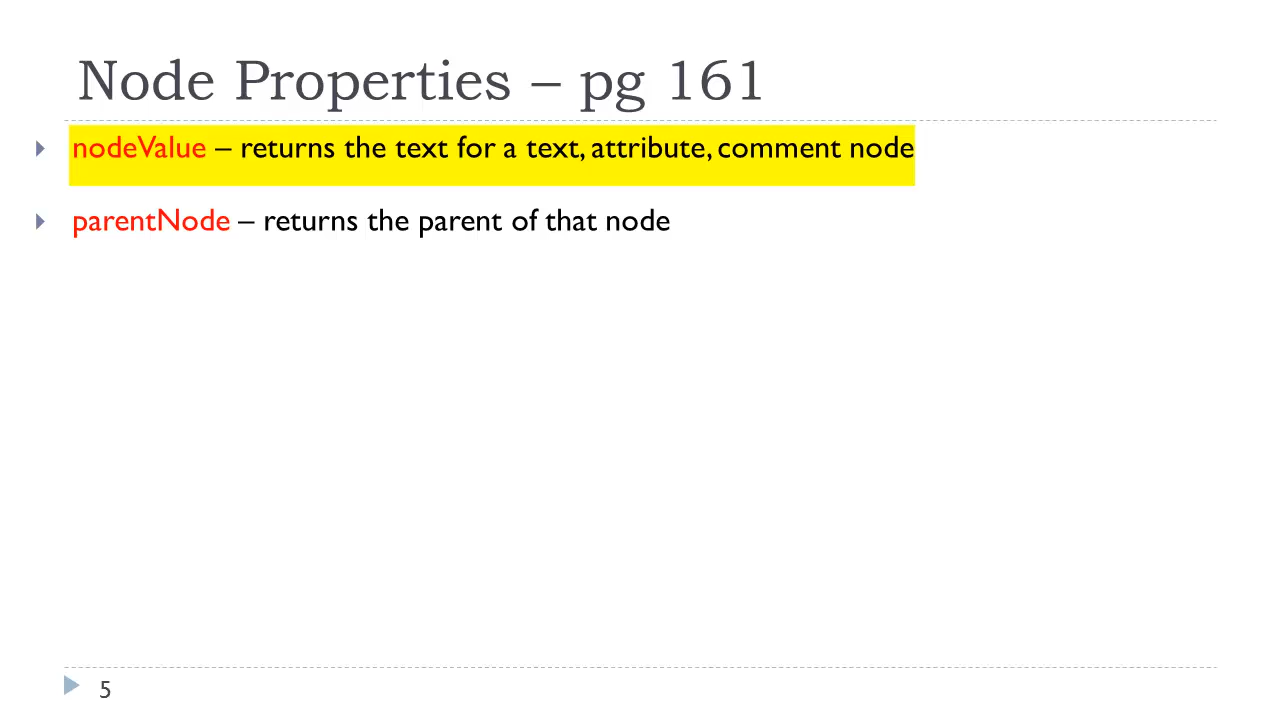 Node Properties – pg 161
nodeValue – returns the text for a text, attribute, comment node
parentNode – returns the parent of that node
5